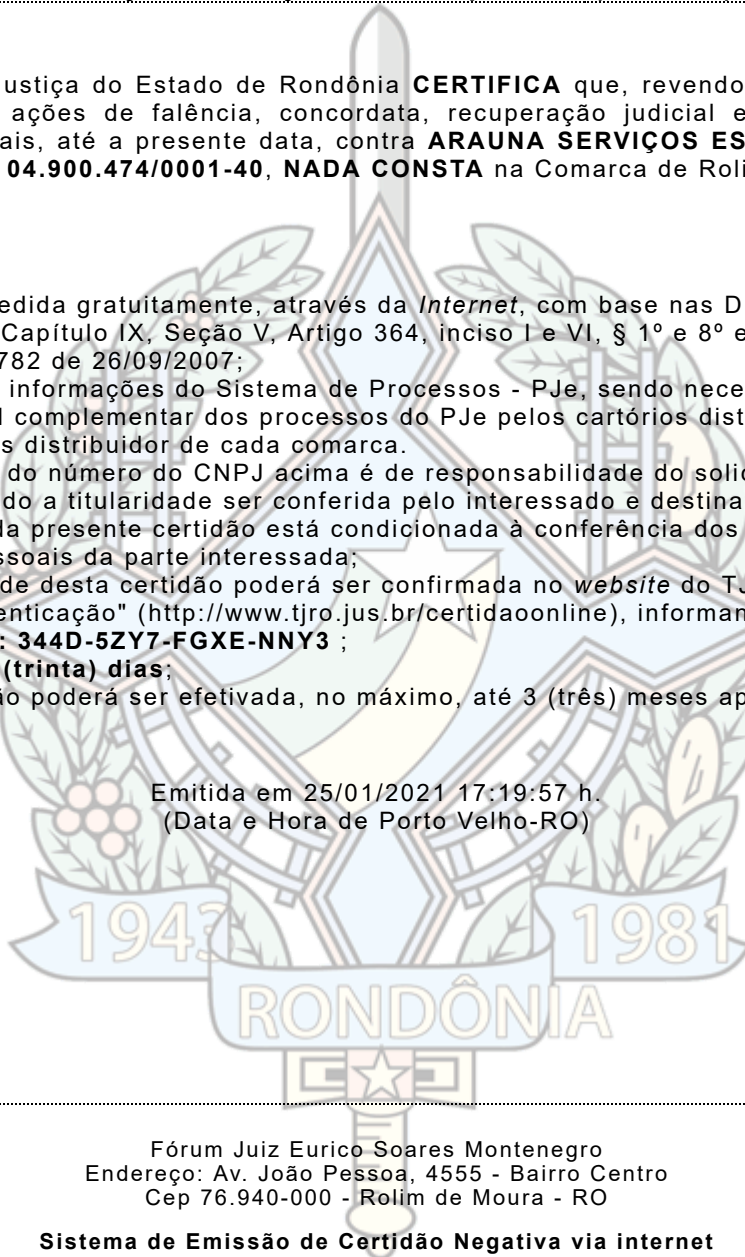 ustiça do Estado de Rondônia CERTIFICA que, revendo
ações de falência, concordata, recuperação judicial e
ais, até a presente data, contra ARAUNA SERVIÇOS ES
04.900.474/0001-40, NADA CONSTA na Comarca de Roli
edida gratuitamente, através da Internet, com base nas D
Capítulo IX, Seção V, Artigo 364, inciso I e VI, § 1º e 8º e
782 de 26/09/2007;
informações do Sistema de Processos - PJe, sendo nece
l complementar dos processos do PJe pelos cartórios dist
s distribuidor de cada comarca.
do número do CNPJ acima é de responsabilidade do solic
do a titularidade ser conferida pelo interessado e destina
da presente certidão está condicionada à conferência dos
ssoais da parte interessada;
de desta certidão poderá ser confirmada no website do TJ
enticação" (http://www.tjro.jus.br/certidaoonline), informan
: 344D-5ZY7-FGXE-NNY3 ;
(trinta) dias;
ão poderá ser efetivada, no máximo, até 3 (três) meses ap
Emitida em 25/01/2021 17:19:57 h.
(Data e Hora de Porto Velho-RO)
1943 1981
RONDÔNIA
Fórum Juiz Eurico Soares Montenegro
Endereço: Av. João Pessoa, 4555 - Bairro Centro
Cep 76.940-000 - Rolim de Moura - RO
Sistema de Emissão de Certidão Negativa via internet